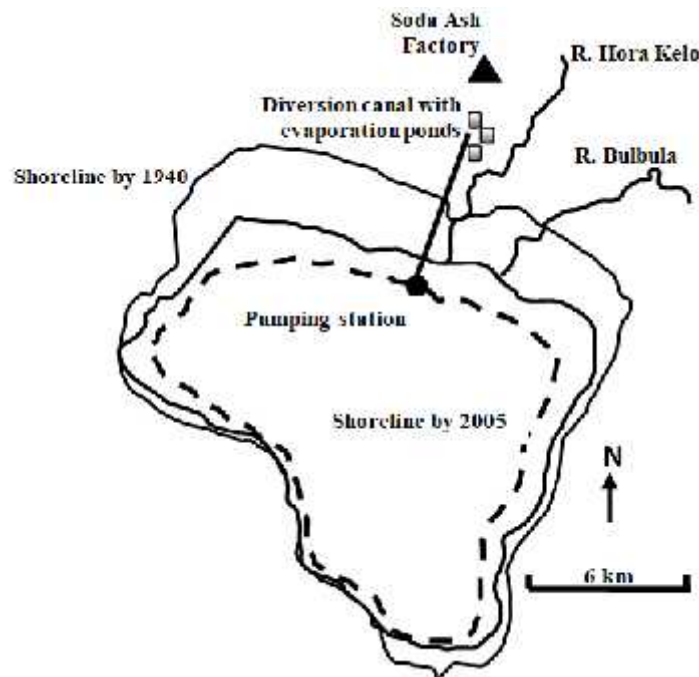 Soda Ash
Factory
R. Hora Kelo
Diversion canal with
evaporation ponds
R. Bulbula
Shoreline by 1940
Pumping station
Shoreline by 2005
N
6 km